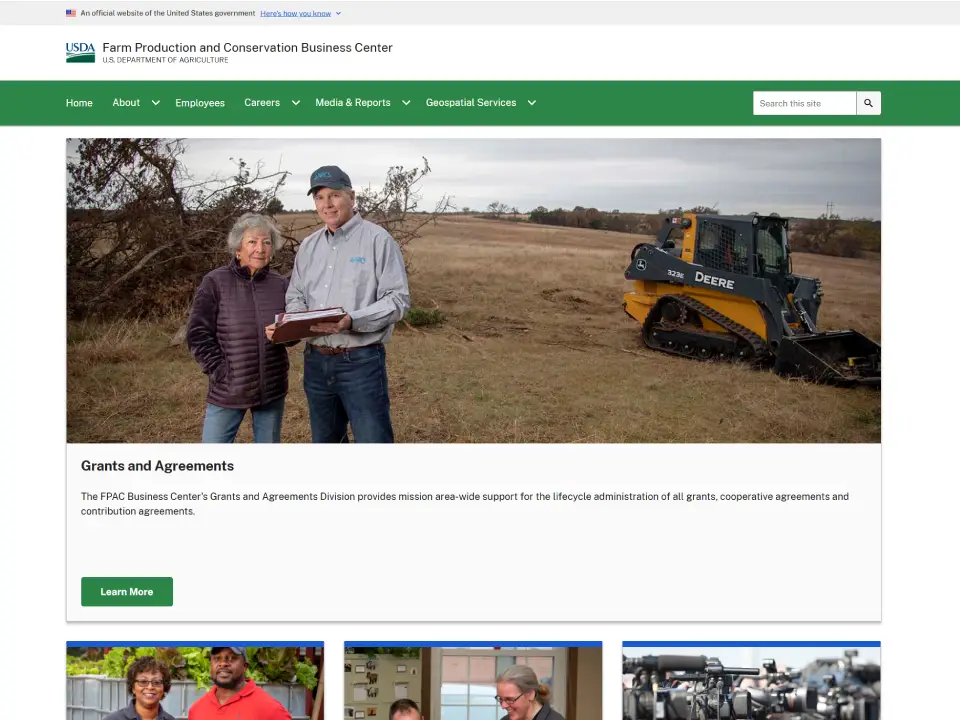 An official website of the United States government Here's how you know
USDA
Farm Production and Conservation Business Center
U.S. DEPARTMENT OF AGRICULTURE
Home About Employees Careers Media & Reports Geospatial Services
Search this site
323E DEERE
Grants and Agreements
The FPAC Business Center's Grants and Agreements Division provides mission area-wide support for the lifecycle administration of all grants, cooperative agreements and
contribution agreements.
Learn More